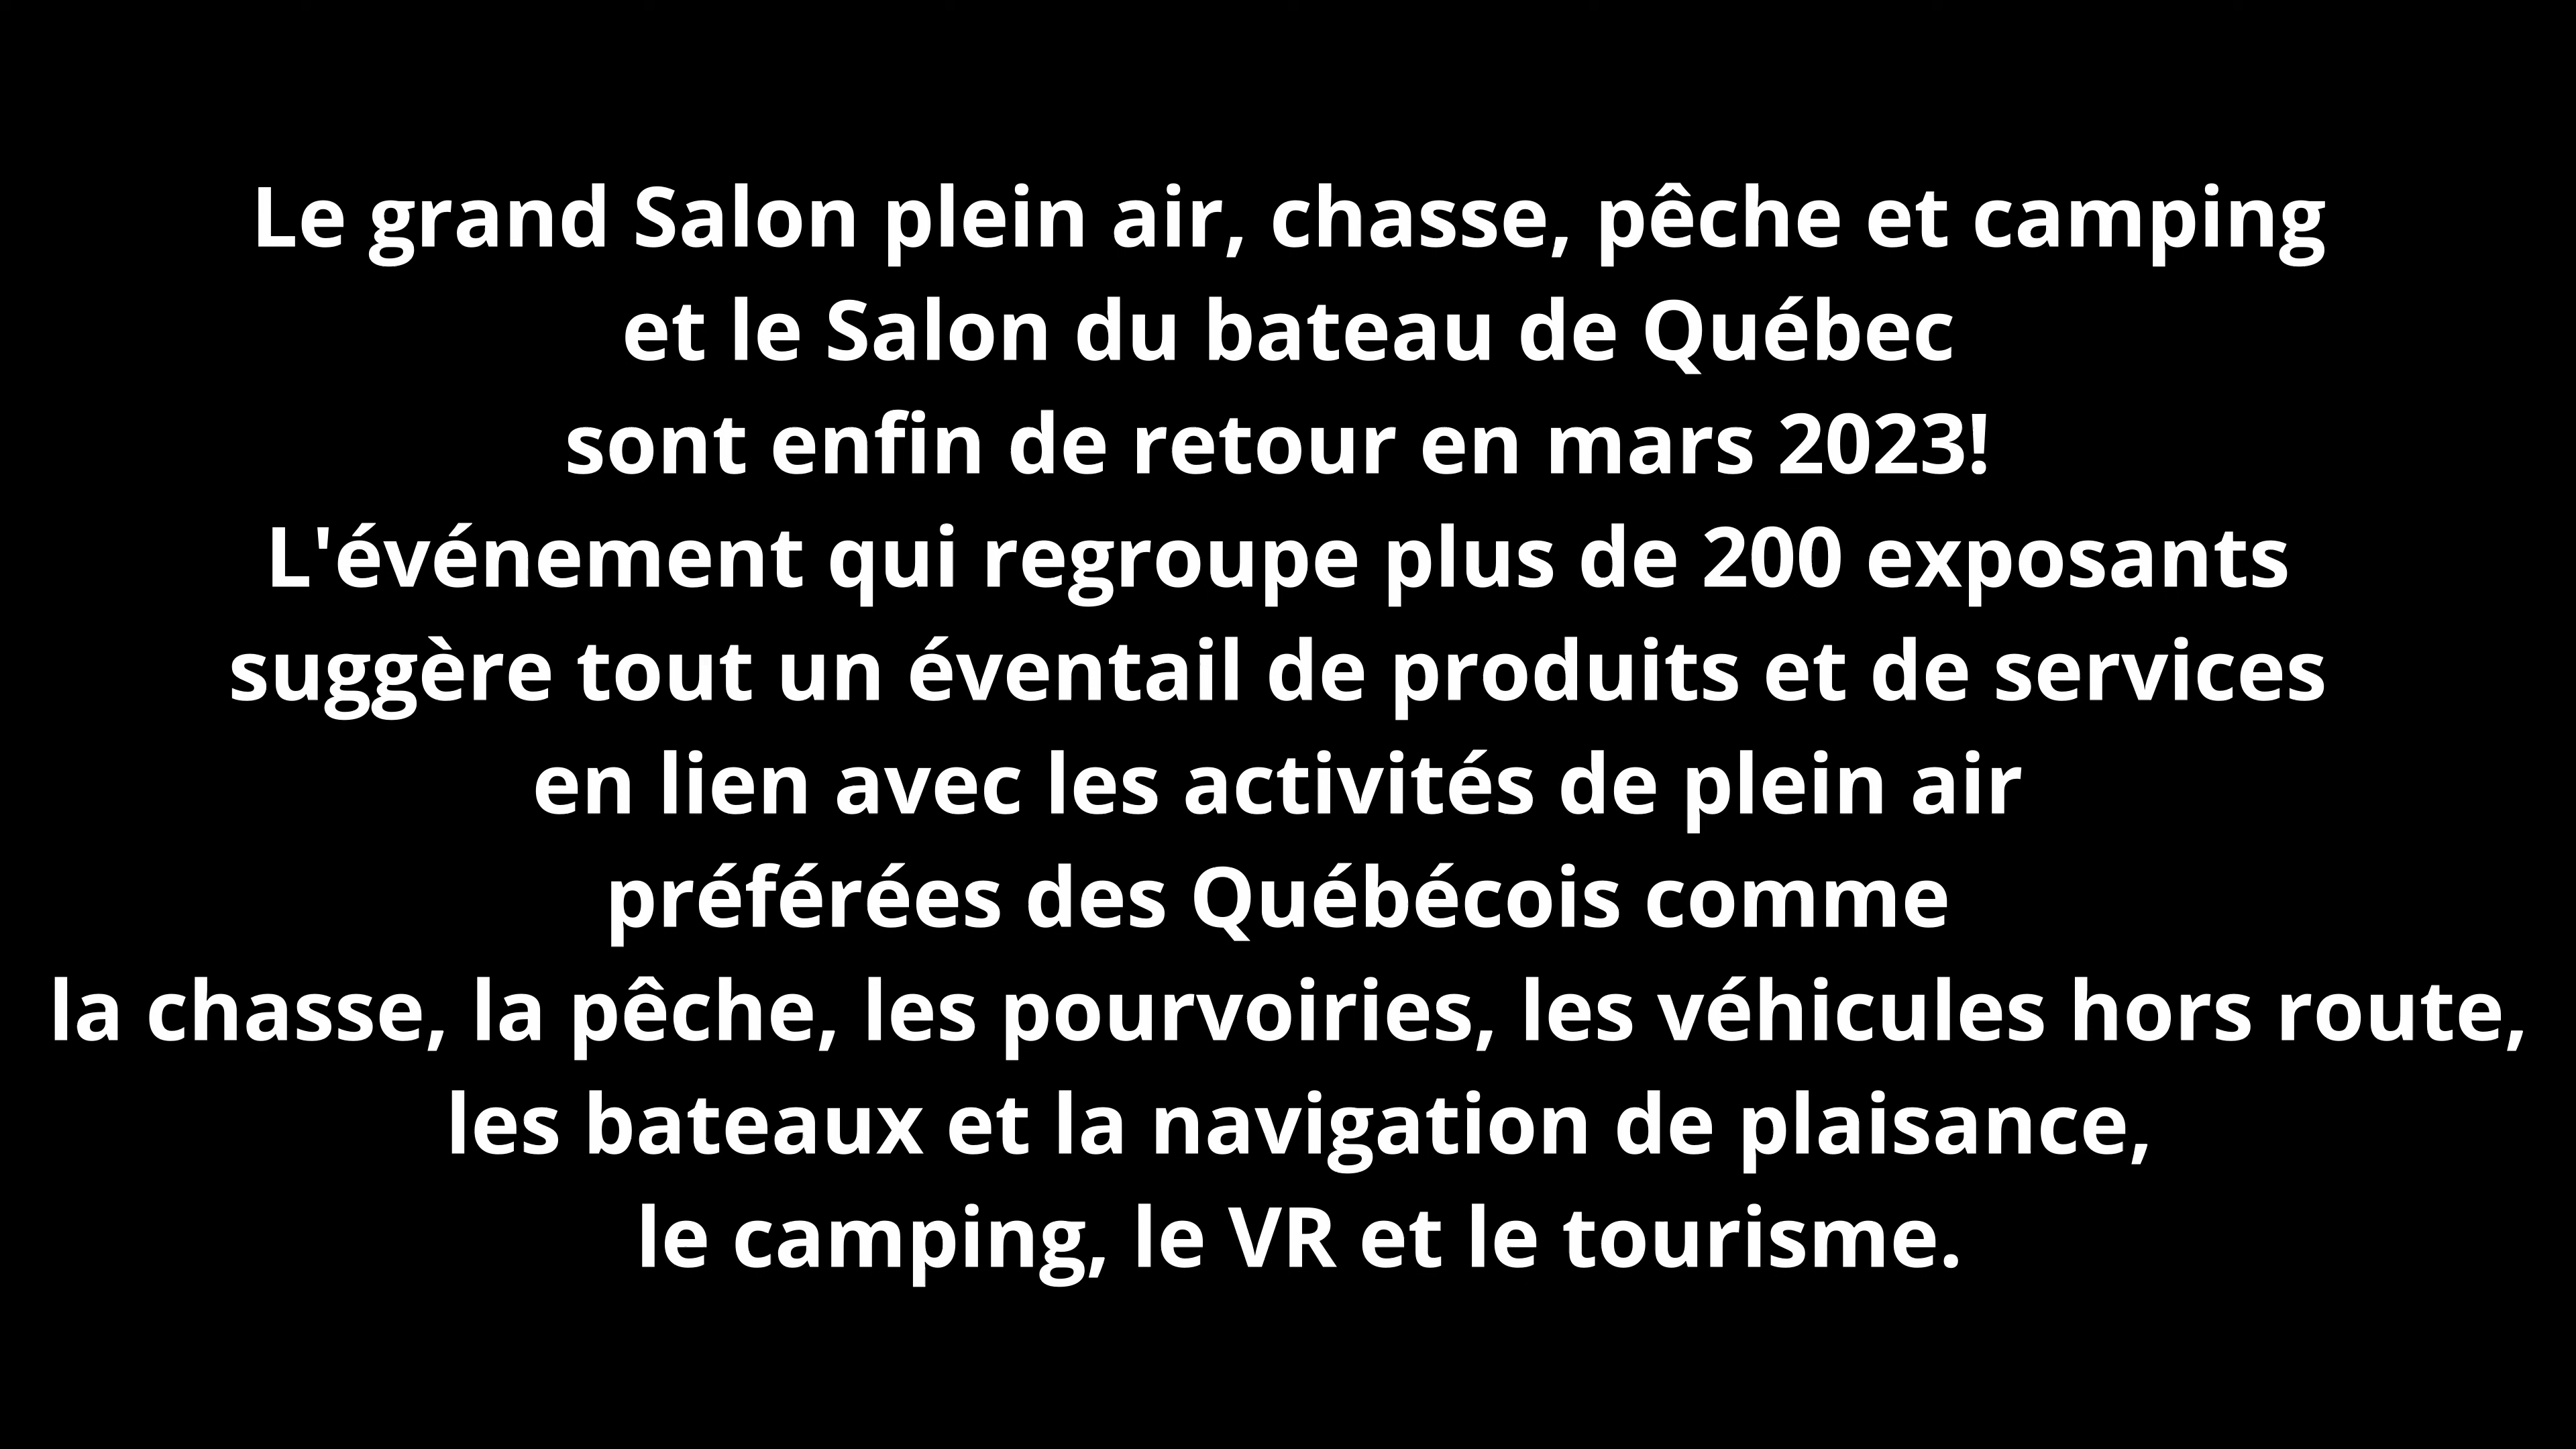 Le grand Salon plein air, chasse, pêche et camping
et le Salon du bateau de Québec
sont enfin de retour en mars 2023!
L'événement qui regroupe plus de 200 exposants
suggère tout un éventail de produits et de services
en lien avec les activités de plein air
préférées des Québécois comme
la chasse, la pêche, les pourvoiries, les véhicules hors route,
les bateaux et la navigation de plaisance,
le camping, le VR et le tourisme.